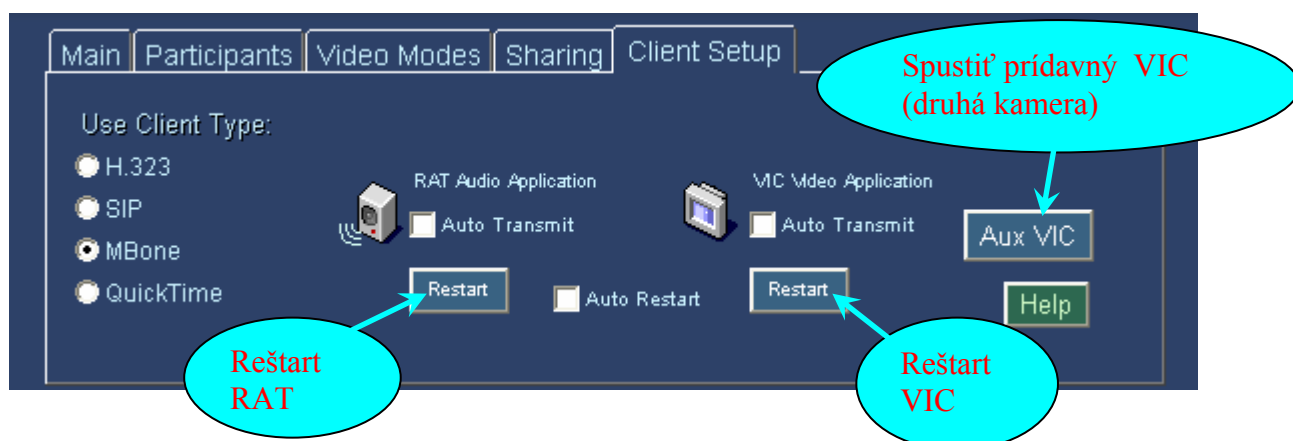 Main Participants Video Modes Sharing Client Setup
Spustiť prídavný VIC
(druhá kamera)
Use Client Type:
H.323
SIP
MBone
QuickTime
RAT Audio Application
Auto Transmit
Restart
Auto Restart
VIC Video Application
Auto Transmit
Restart
Aux VIC
Help
Reštart
RAT
Reštart
VIC